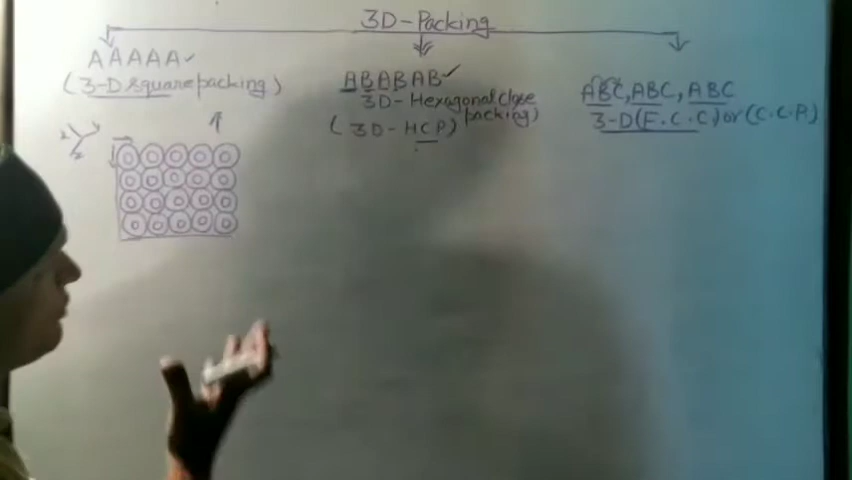 3D-Packing
AAAAA✓
(3-D square packing)
ABABAB✓
3D-Hexagonal close
packing)
(3D-HCP)
ABC, ABC, ABC
3-D(F.C.C) or (C.C.P)